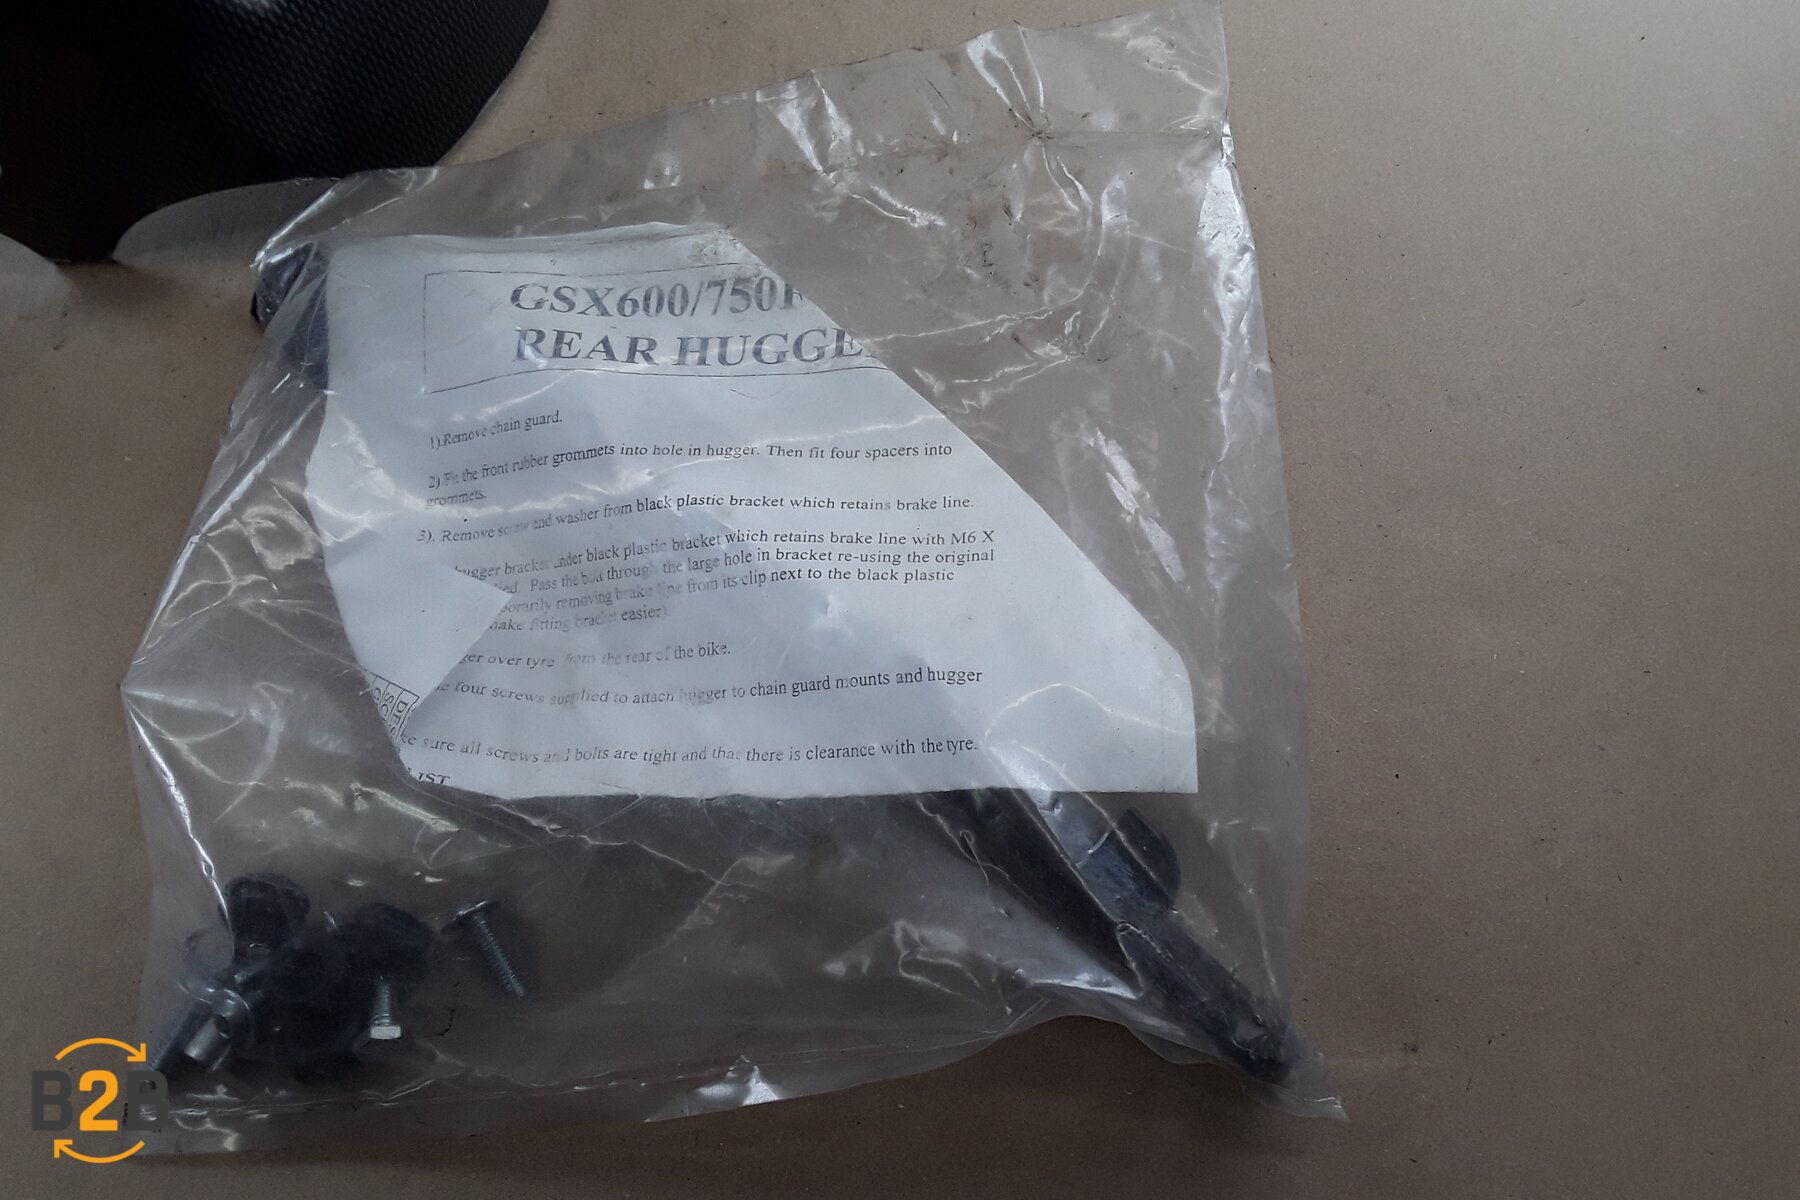 GSX600/750F
REAR HUGGE
1).Remove chain guard.
2) Fit the front rubber grommets into hole in hugger. Then fit four spacers into
grommets.
3). Remove screw and washer from black plastic bracket which retains brake line.
hugger bracket under black plastic bracket which retains brake line with M6 X
Pass the bolt through the large hole in bracket re-using the original
porarily removing brake line from its clip next to the black plastic
make fitting bracket easier).
ger over tyre from the rear of the bike.
four screws supplied to attach hugger to chain guard mounts and hugger
sure all screws and bolts are tight and that there is clearance with the tyre.
LIST
B2B